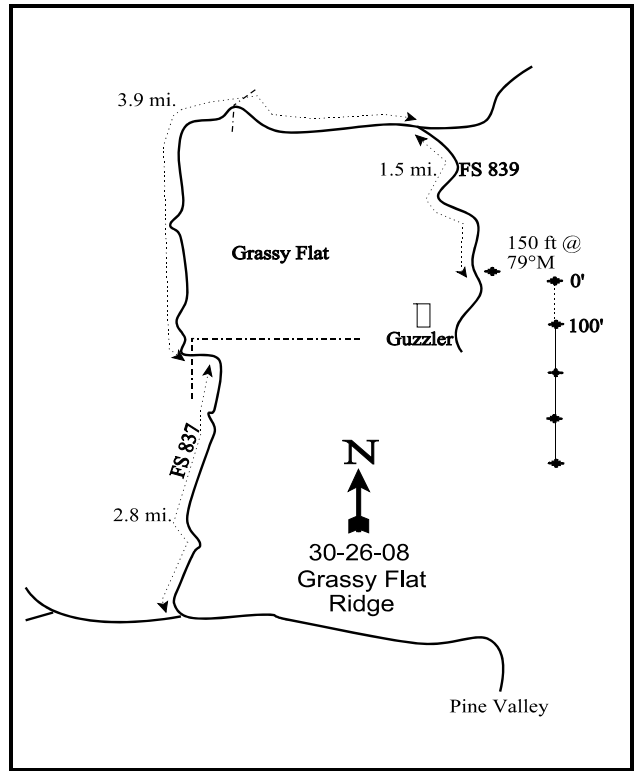 3.9 mi.
1.5 mi.
FS 839
150 ft @
79°M
Grassy Flat
0'
100'
Guzzler
FS 837
N
2.8 mi.
30-26-08
Grassy Flat
Ridge
Pine Valley